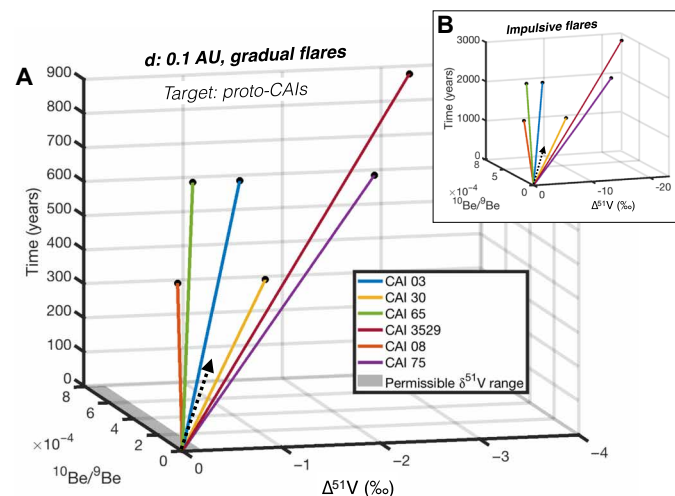 A
d: 0.1 AU, gradual flares
Target: proto-CAIs
Time (years)
900
800
700
600
500
400
300
200
100
0
8
6
4
2
0
×10⁻⁴
¹⁰Be/⁹Be
0
−1
−2
−3
−4
Δ⁵¹V (‰)
CAI 03
CAI 30
CAI 65
CAI 3529
CAI 08
CAI 75
Permissible δ⁵¹V range
B
Impulsive flares
Time (years)
3000
2000
1000
0
8
5
0
×10⁻⁴
¹⁰Be/⁹Be
0
-10
-20
Δ⁵¹V (‰)